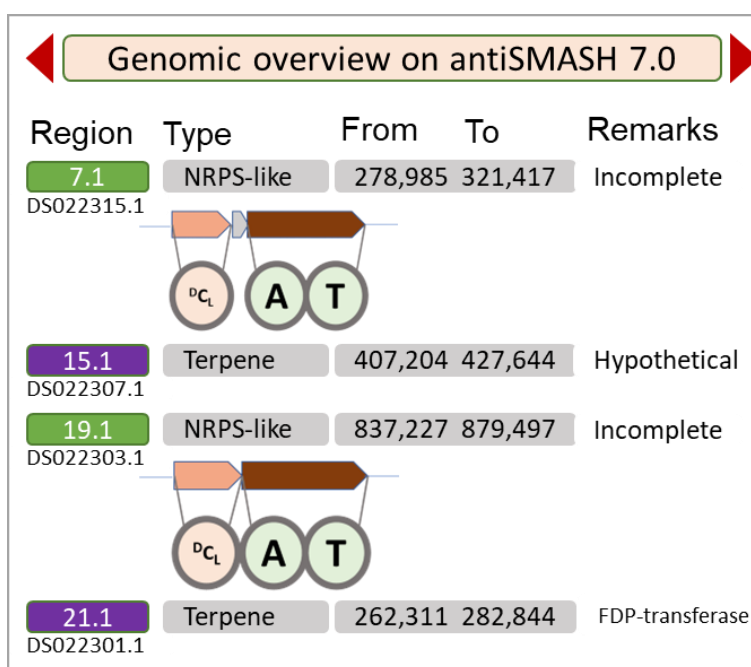 Genomic overview on antiSMASH 7.0
Region Type From To Remarks
7.1 NRPS-like 278,985 321,417 Incomplete
DS022315.1
DCL A T
15.1 Terpene 407,204 427,644 Hypothetical
DS022307.1
19.1 NRPS-like 837,227 879,497 Incomplete
DS022303.1
DCL A T
21.1 Terpene 262,311 282,844 FDP-transferase
DS022301.1